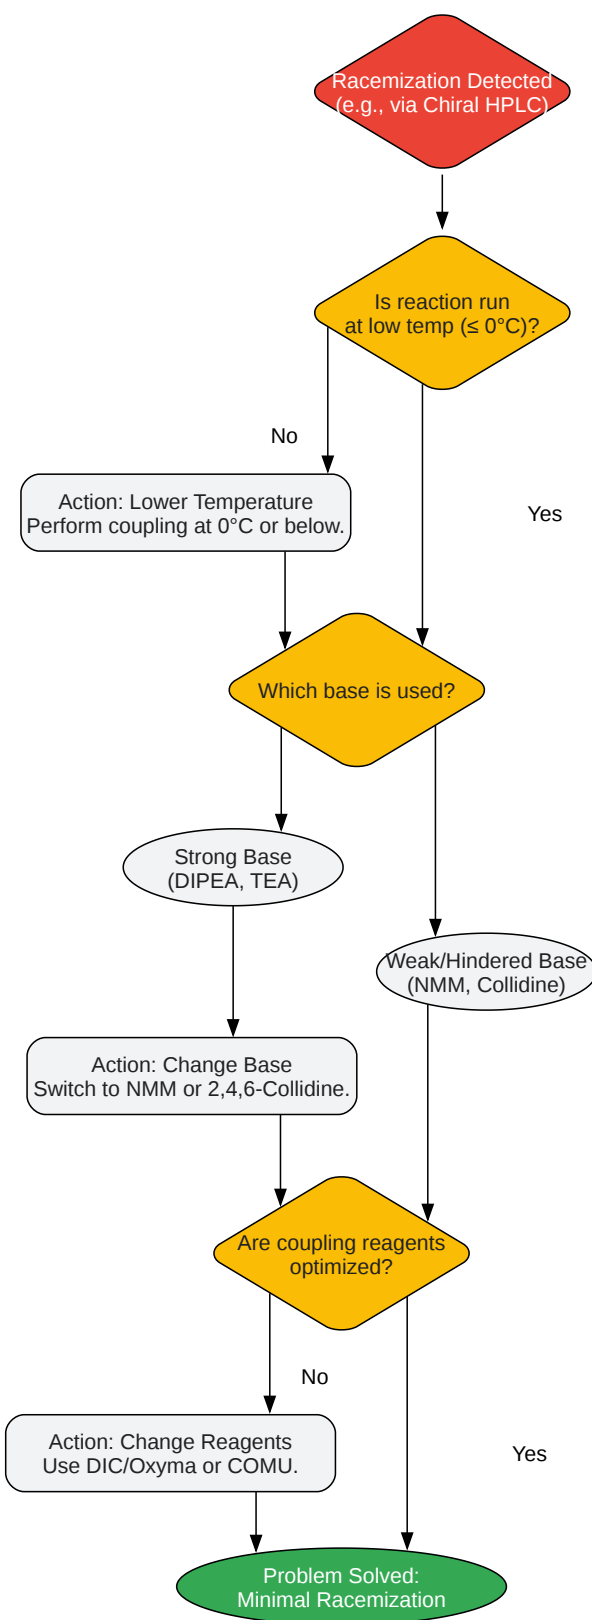 Racemization Detected
(e.g., via Chiral HPLC)
Is reaction run
at low temp (≤ 0°C)?
No
Action: Lower Temperature
Perform coupling at 0°C or below.
Yes
Which base is used?
Strong Base
(DIPEA, TEA)
Weak/Hindered Base
(NMM, Collidine)
Action: Change Base
Switch to NMM or 2,4,6-Collidine.
Are coupling reagents
optimized?
No
Action: Change Reagents
Use DIC/Oxyma or COMU.
Yes
Problem Solved:
Minimal Racemization